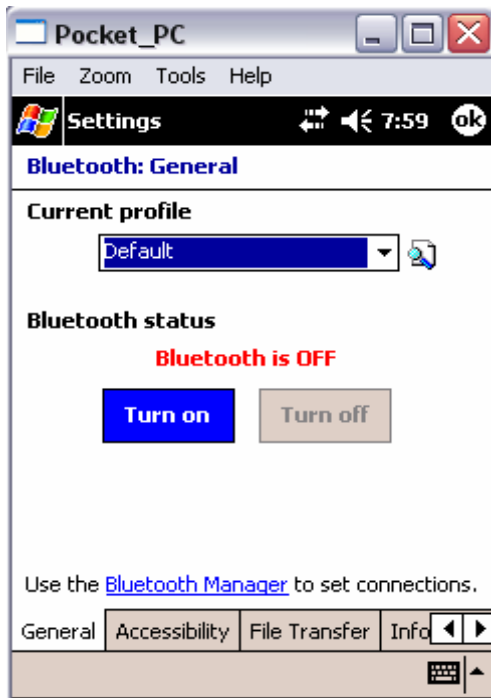 Pocket_PC
File Zoom Tools Help
Settings 7:59 ok
Bluetooth: General
Current profile
Default
Bluetooth status
Bluetooth is OFF
Turn on Turn off
Use the Bluetooth Manager to set connections.
General Accessibility File Transfer Info